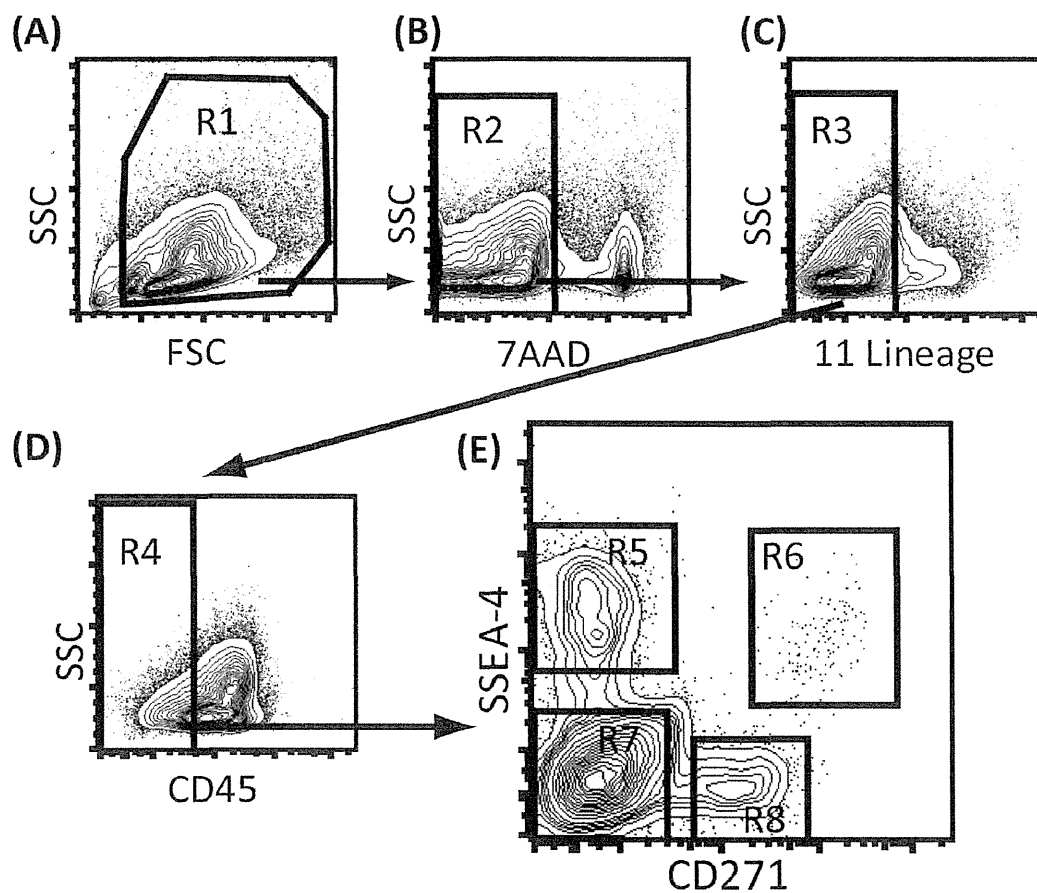 (A)
R1
SSC
FSC
(B)
R2
SSC
7AAD
(C)
R3
SSC
11 Lineage
(D)
R4
SSC
CD45
(E)
R5
R6
R7
R8
SSEA-4
CD271